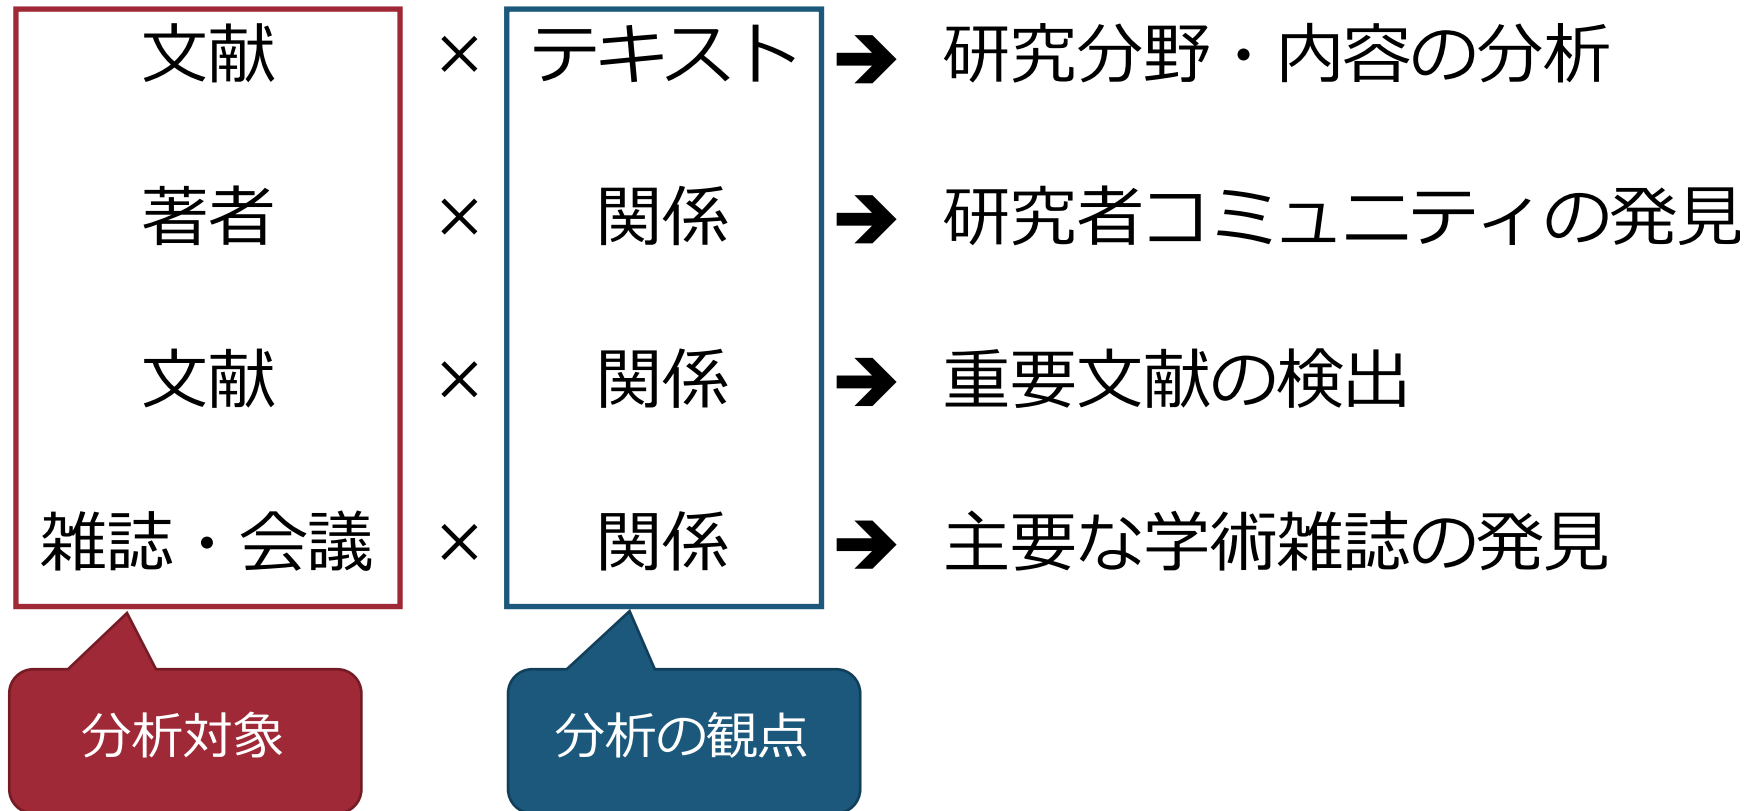 文献 × テキスト ➔ 研究分野・内容の分析
著者 × 関係 ➔ 研究者コミュニティの発見
文献 × 関係 ➔ 重要文献の検出
雑誌・会議 × 関係 ➔ 主要な学術雑誌の発見
分析対象 分析の観点